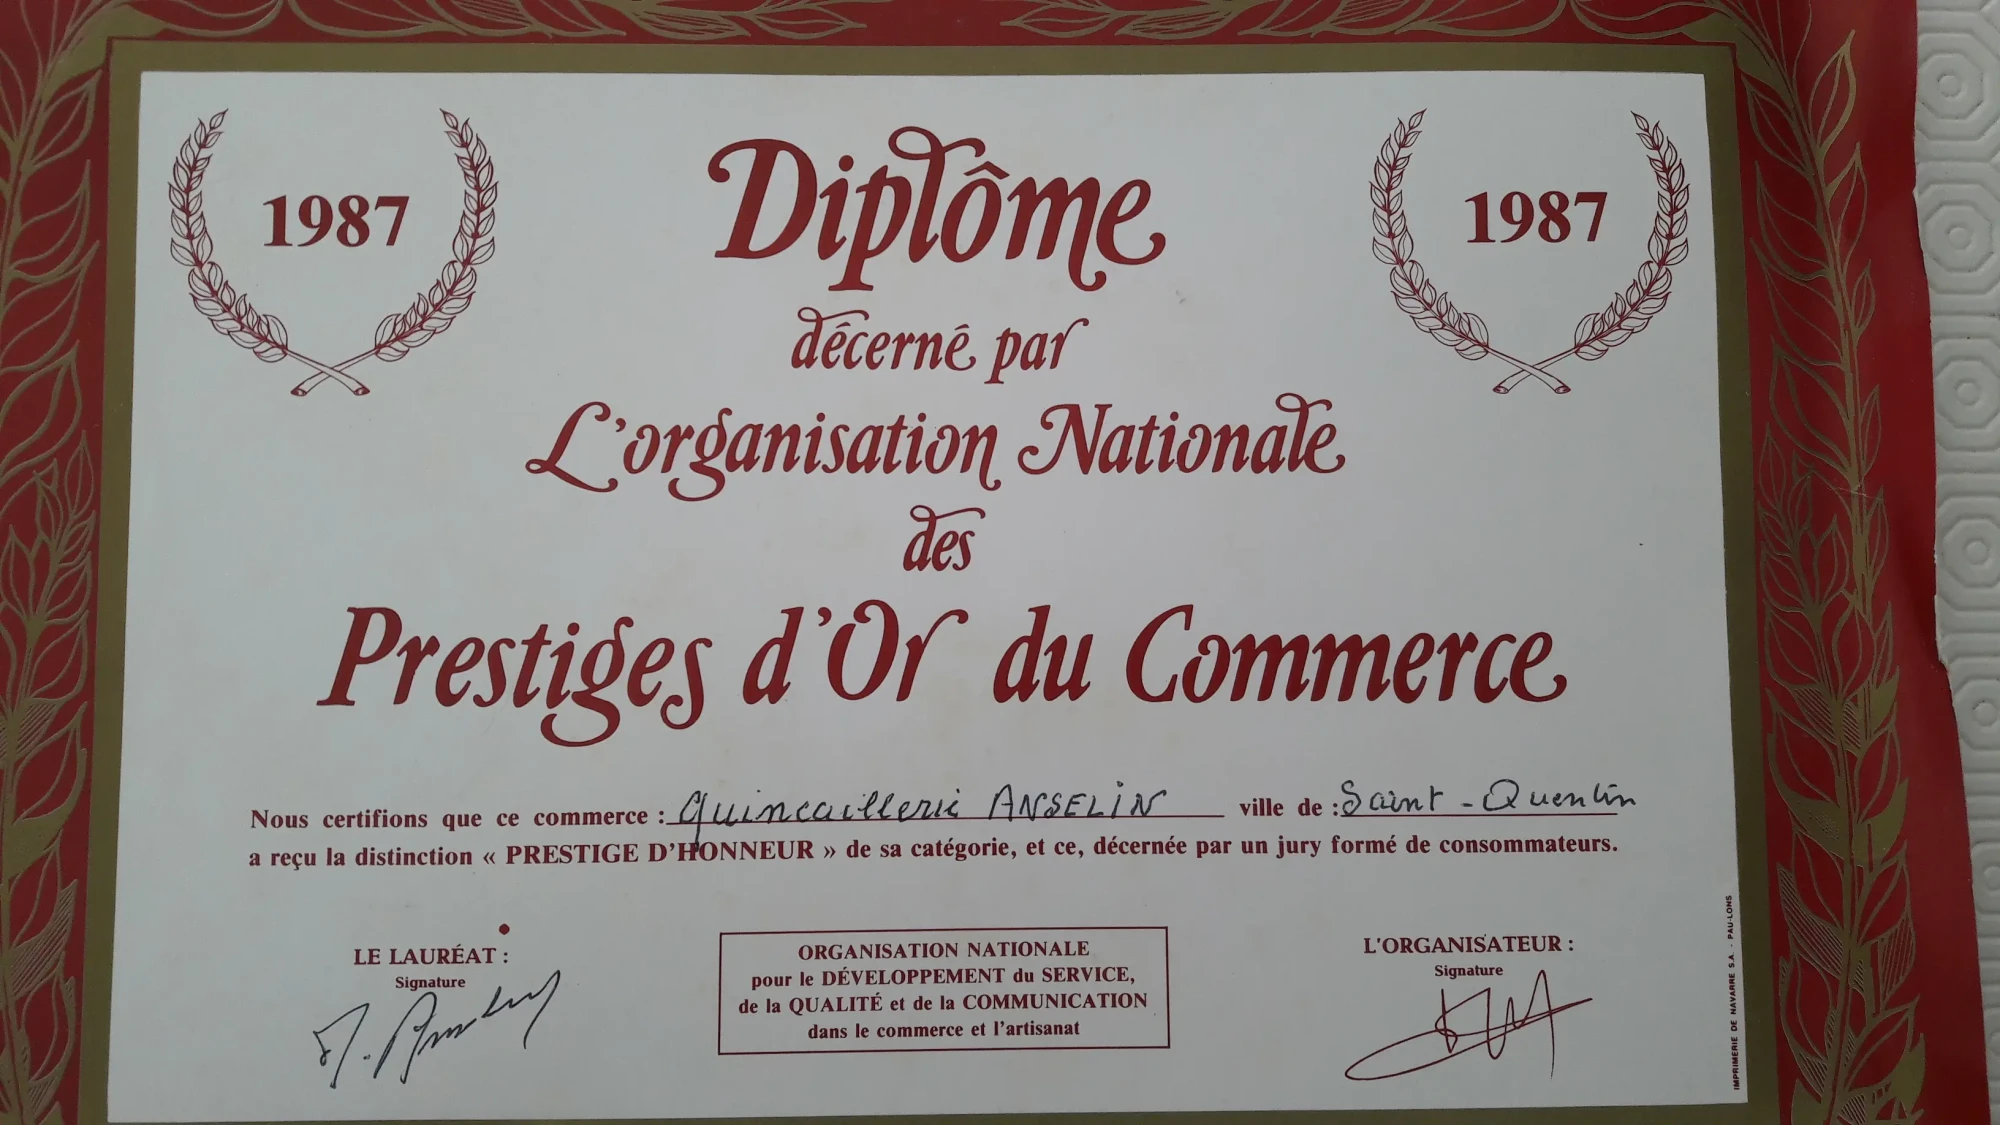 1987
1987
Diplôme
décerné par
L'organisation Nationale
des
Prestiges d'Or du Commerce
Nous certifions que ce commerce : Quincaillerie ANSELIN ville de : Saint-Quentin
a reçu la distinction « PRESTIGE D'HONNEUR » de sa catégorie, et ce, décernée par un jury formé de consommateurs.
LE LAURÉAT :
Signature
ORGANISATION NATIONALE
pour le DÉVELOPPEMENT du SERVICE,
de la QUALITÉ et de la COMMUNICATION
dans le commerce et l'artisanat
L'ORGANISATEUR :
Signature
IMPRIMERIE DE NAVARRE S.A. - PAU-LONS